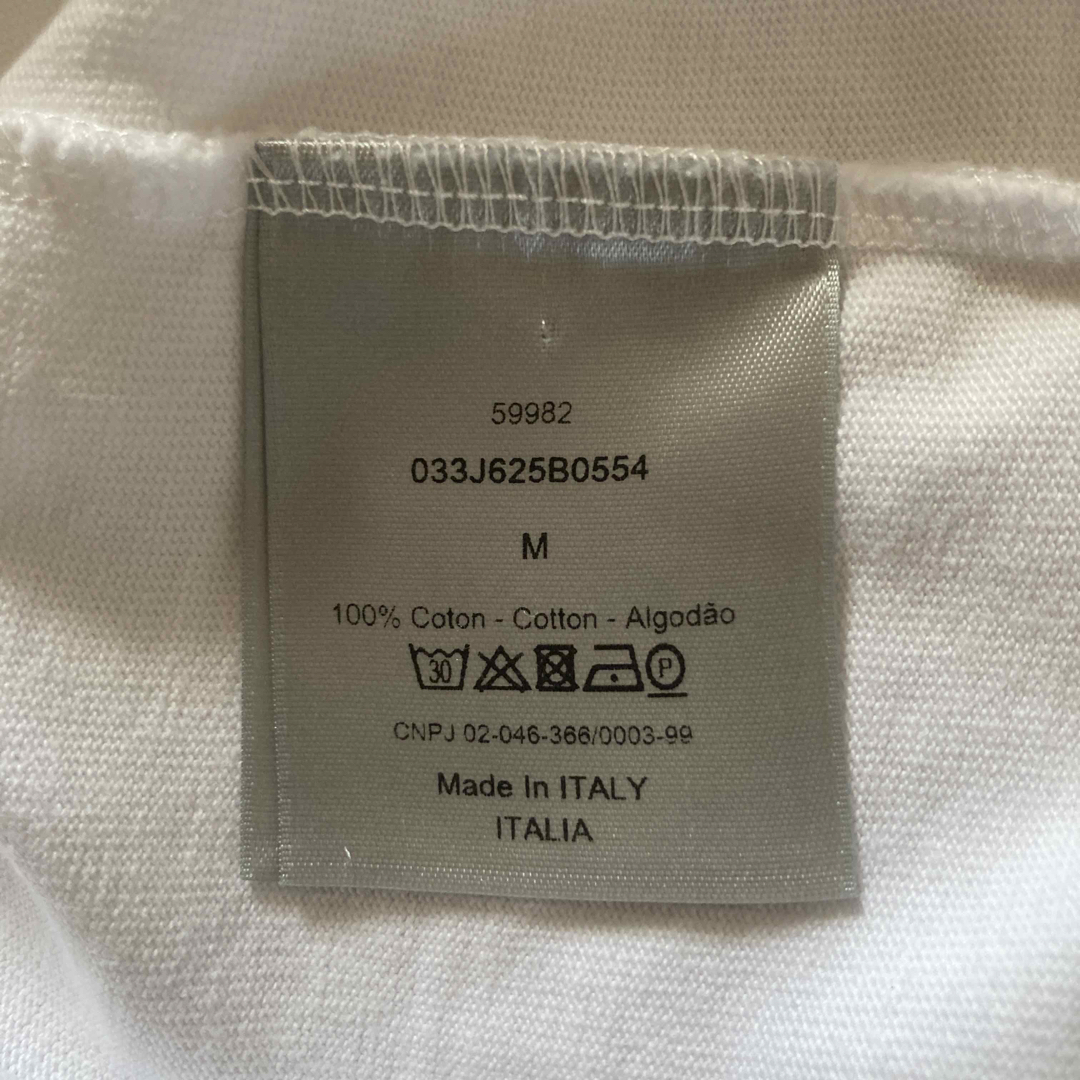 59982
033J625B0554
M
100% Coton - Cotton - Algodão
30 P
CNPJ 02-046-366/0003-99
Made In ITALY
ITALIA